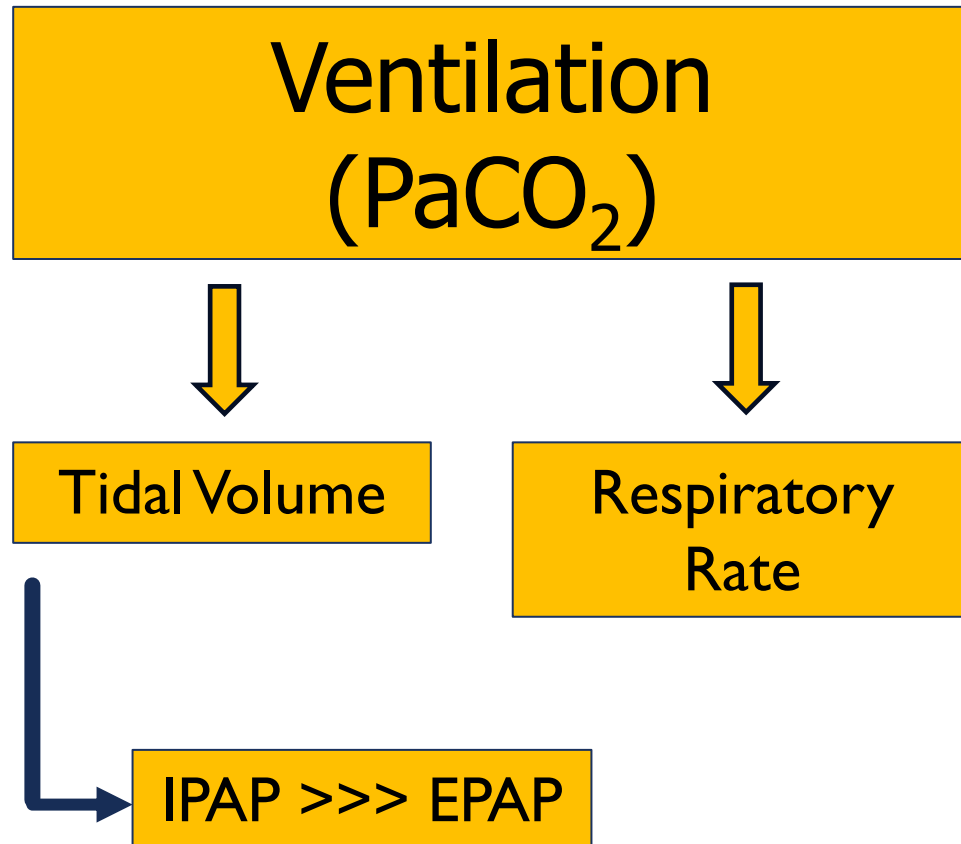 Ventilation
(PaCO₂)
Tidal Volume
Respiratory
Rate
IPAP >>> EPAP